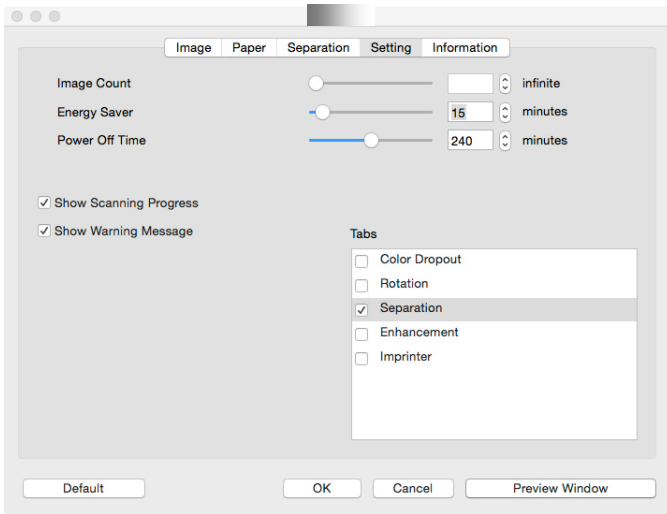 Image Paper Separation Setting Information
Image Count infinite
Energy Saver 15 minutes
Power Off Time 240 minutes
Show Scanning Progress
Show Warning Message
Tabs
Color Dropout
Rotation
Separation
Enhancement
Imprinter
Default OK Cancel Preview Window